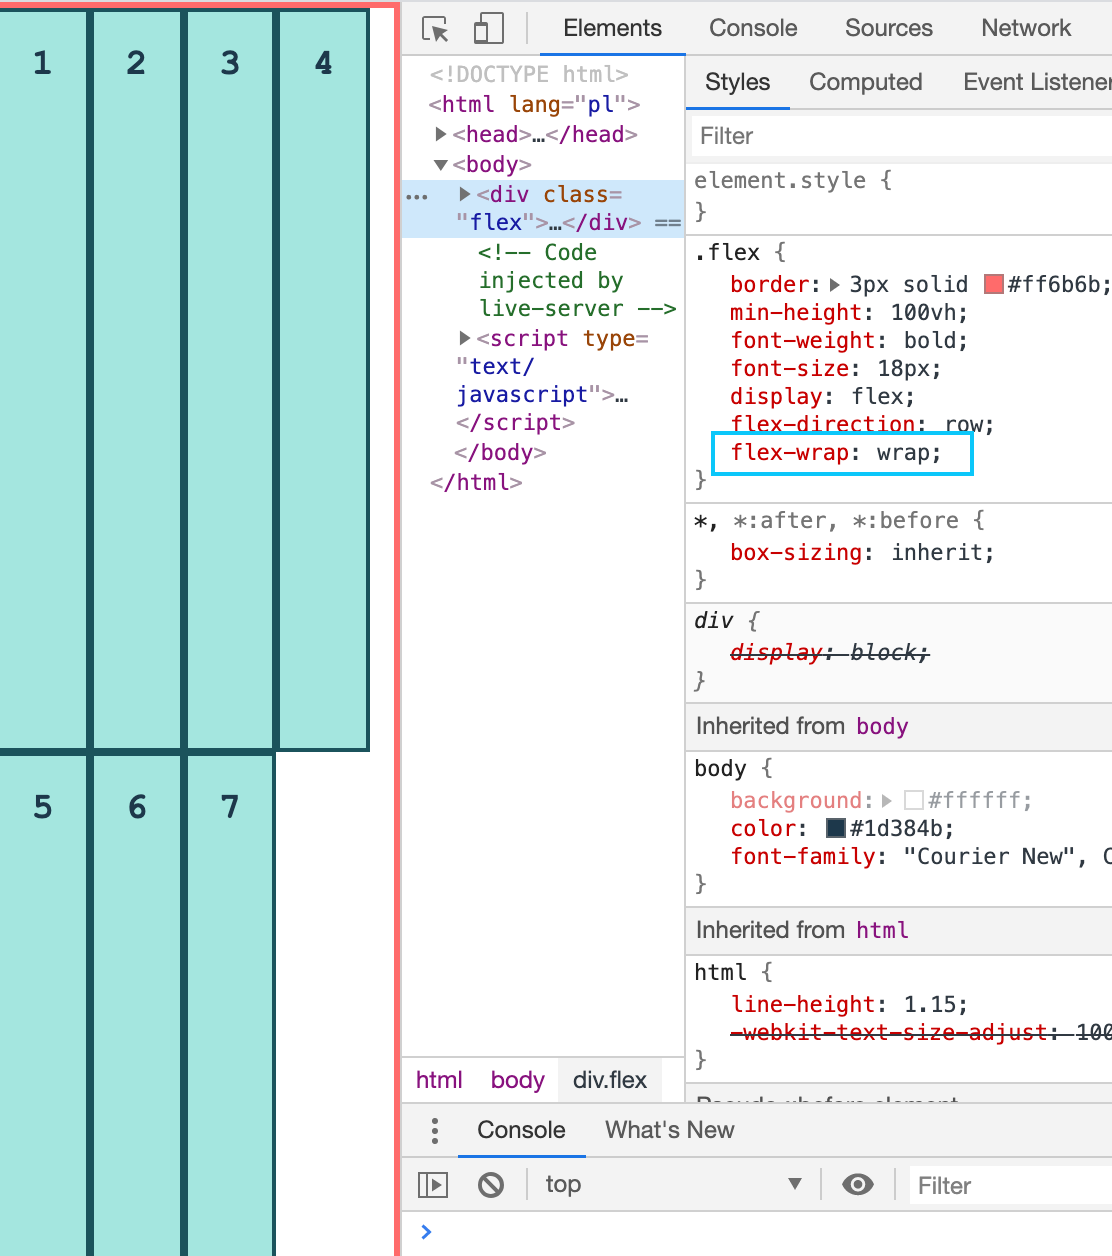 1 2 3 4
5 6 7
Elements Console Sources Network
<!DOCTYPE html>
<html lang="pl">
▶<head>…</head>
▼<body>
… ▶<div class=
"flex">…</div> ==
<!-- Code
injected by
live-server -->
▶<script type=
"text/
javascript">…
</script>
</body>
</html>
html body div.flex
Styles Computed Event Listener
Filter
element.style {
}
.flex {
border: ▶ 3px solid #ff6b6b;
min-height: 100vh;
font-weight: bold;
font-size: 18px;
display: flex;
flex-direction: row;
flex-wrap: wrap;
}
*, *:after, *:before {
box-sizing: inherit;
}
div {
display: block;
}
Inherited from body
body {
background: ▶ #ffffff;
color: #1d384b;
font-family: "Courier New", C
}
Inherited from html
html {
line-height: 1.15;
-webkit-text-size-adjust: 100
}
Pseudo ::before element
Console What's New
top ▼ Filter
>